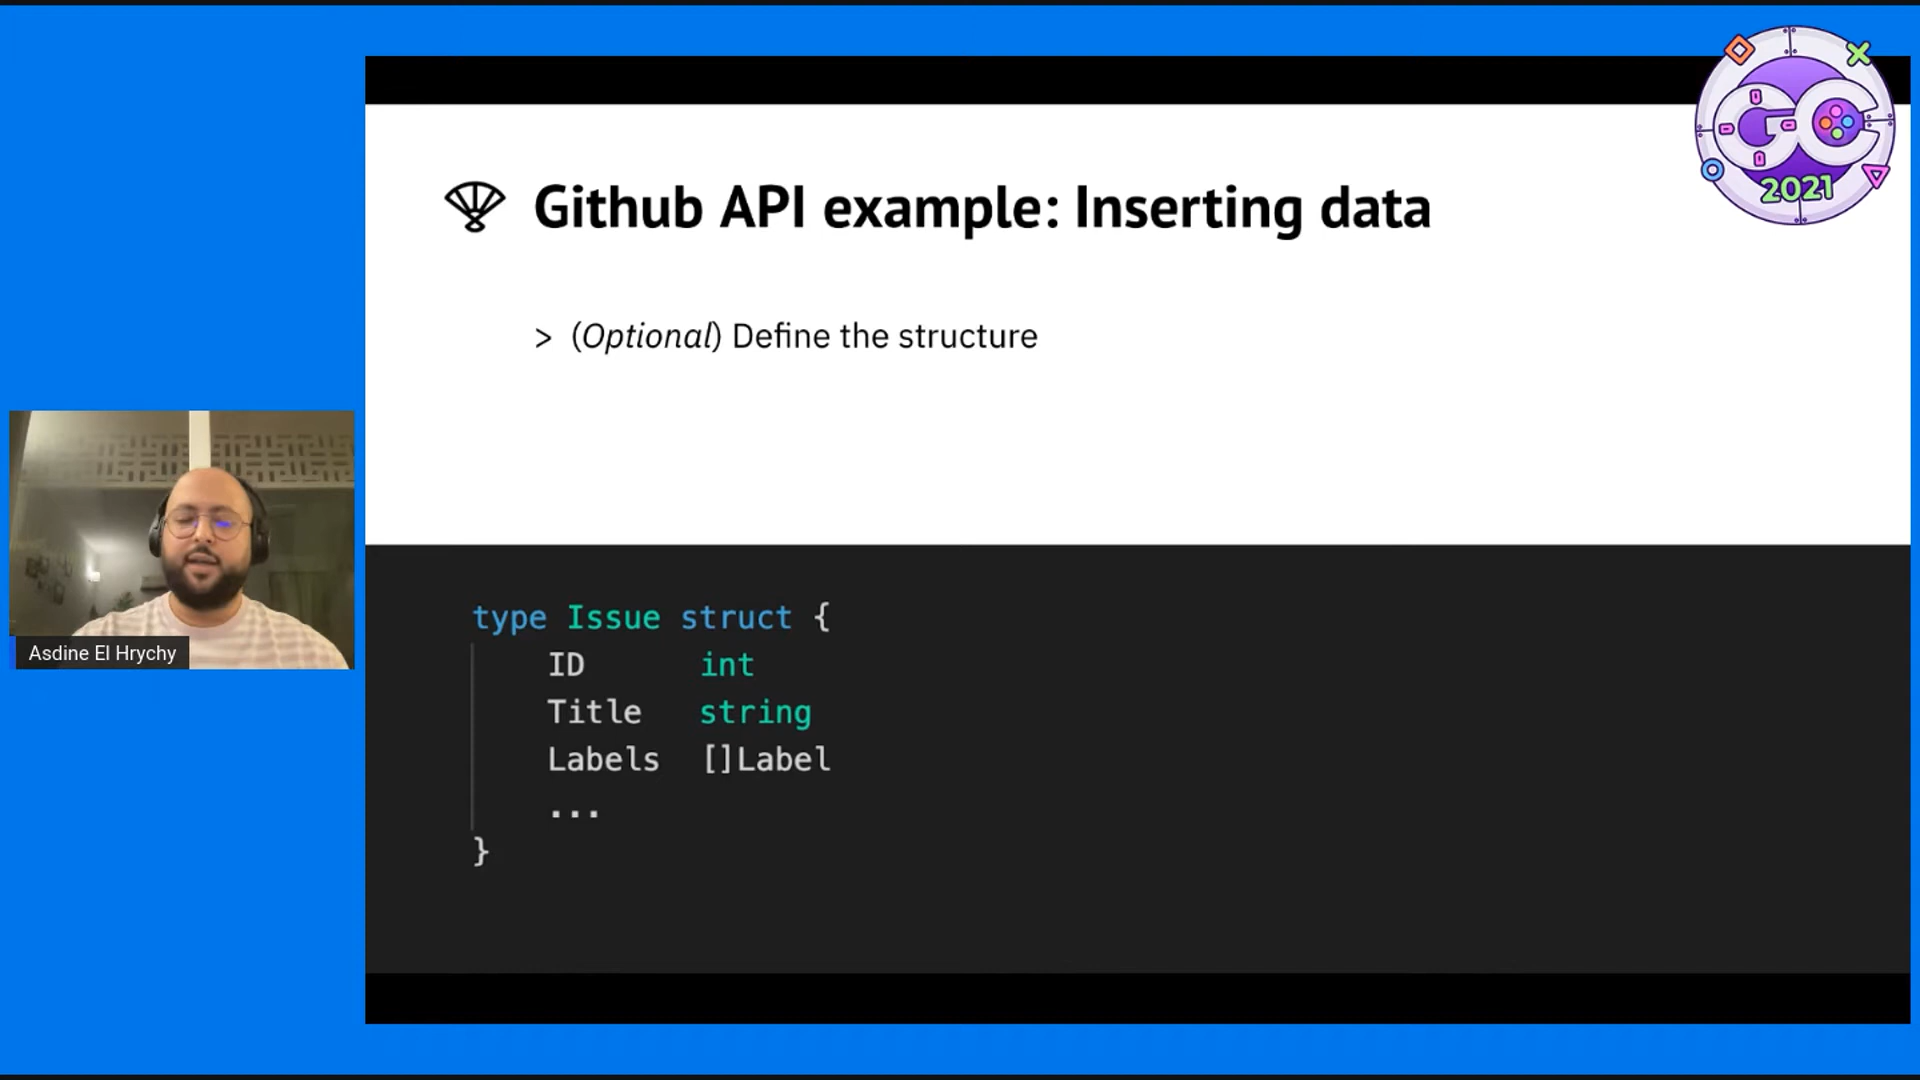 GC
2021
Github API example: Inserting data
> (Optional) Define the structure
Asdine El Hrychy
type Issue struct {
ID int
Title string
Labels []Label
...
}